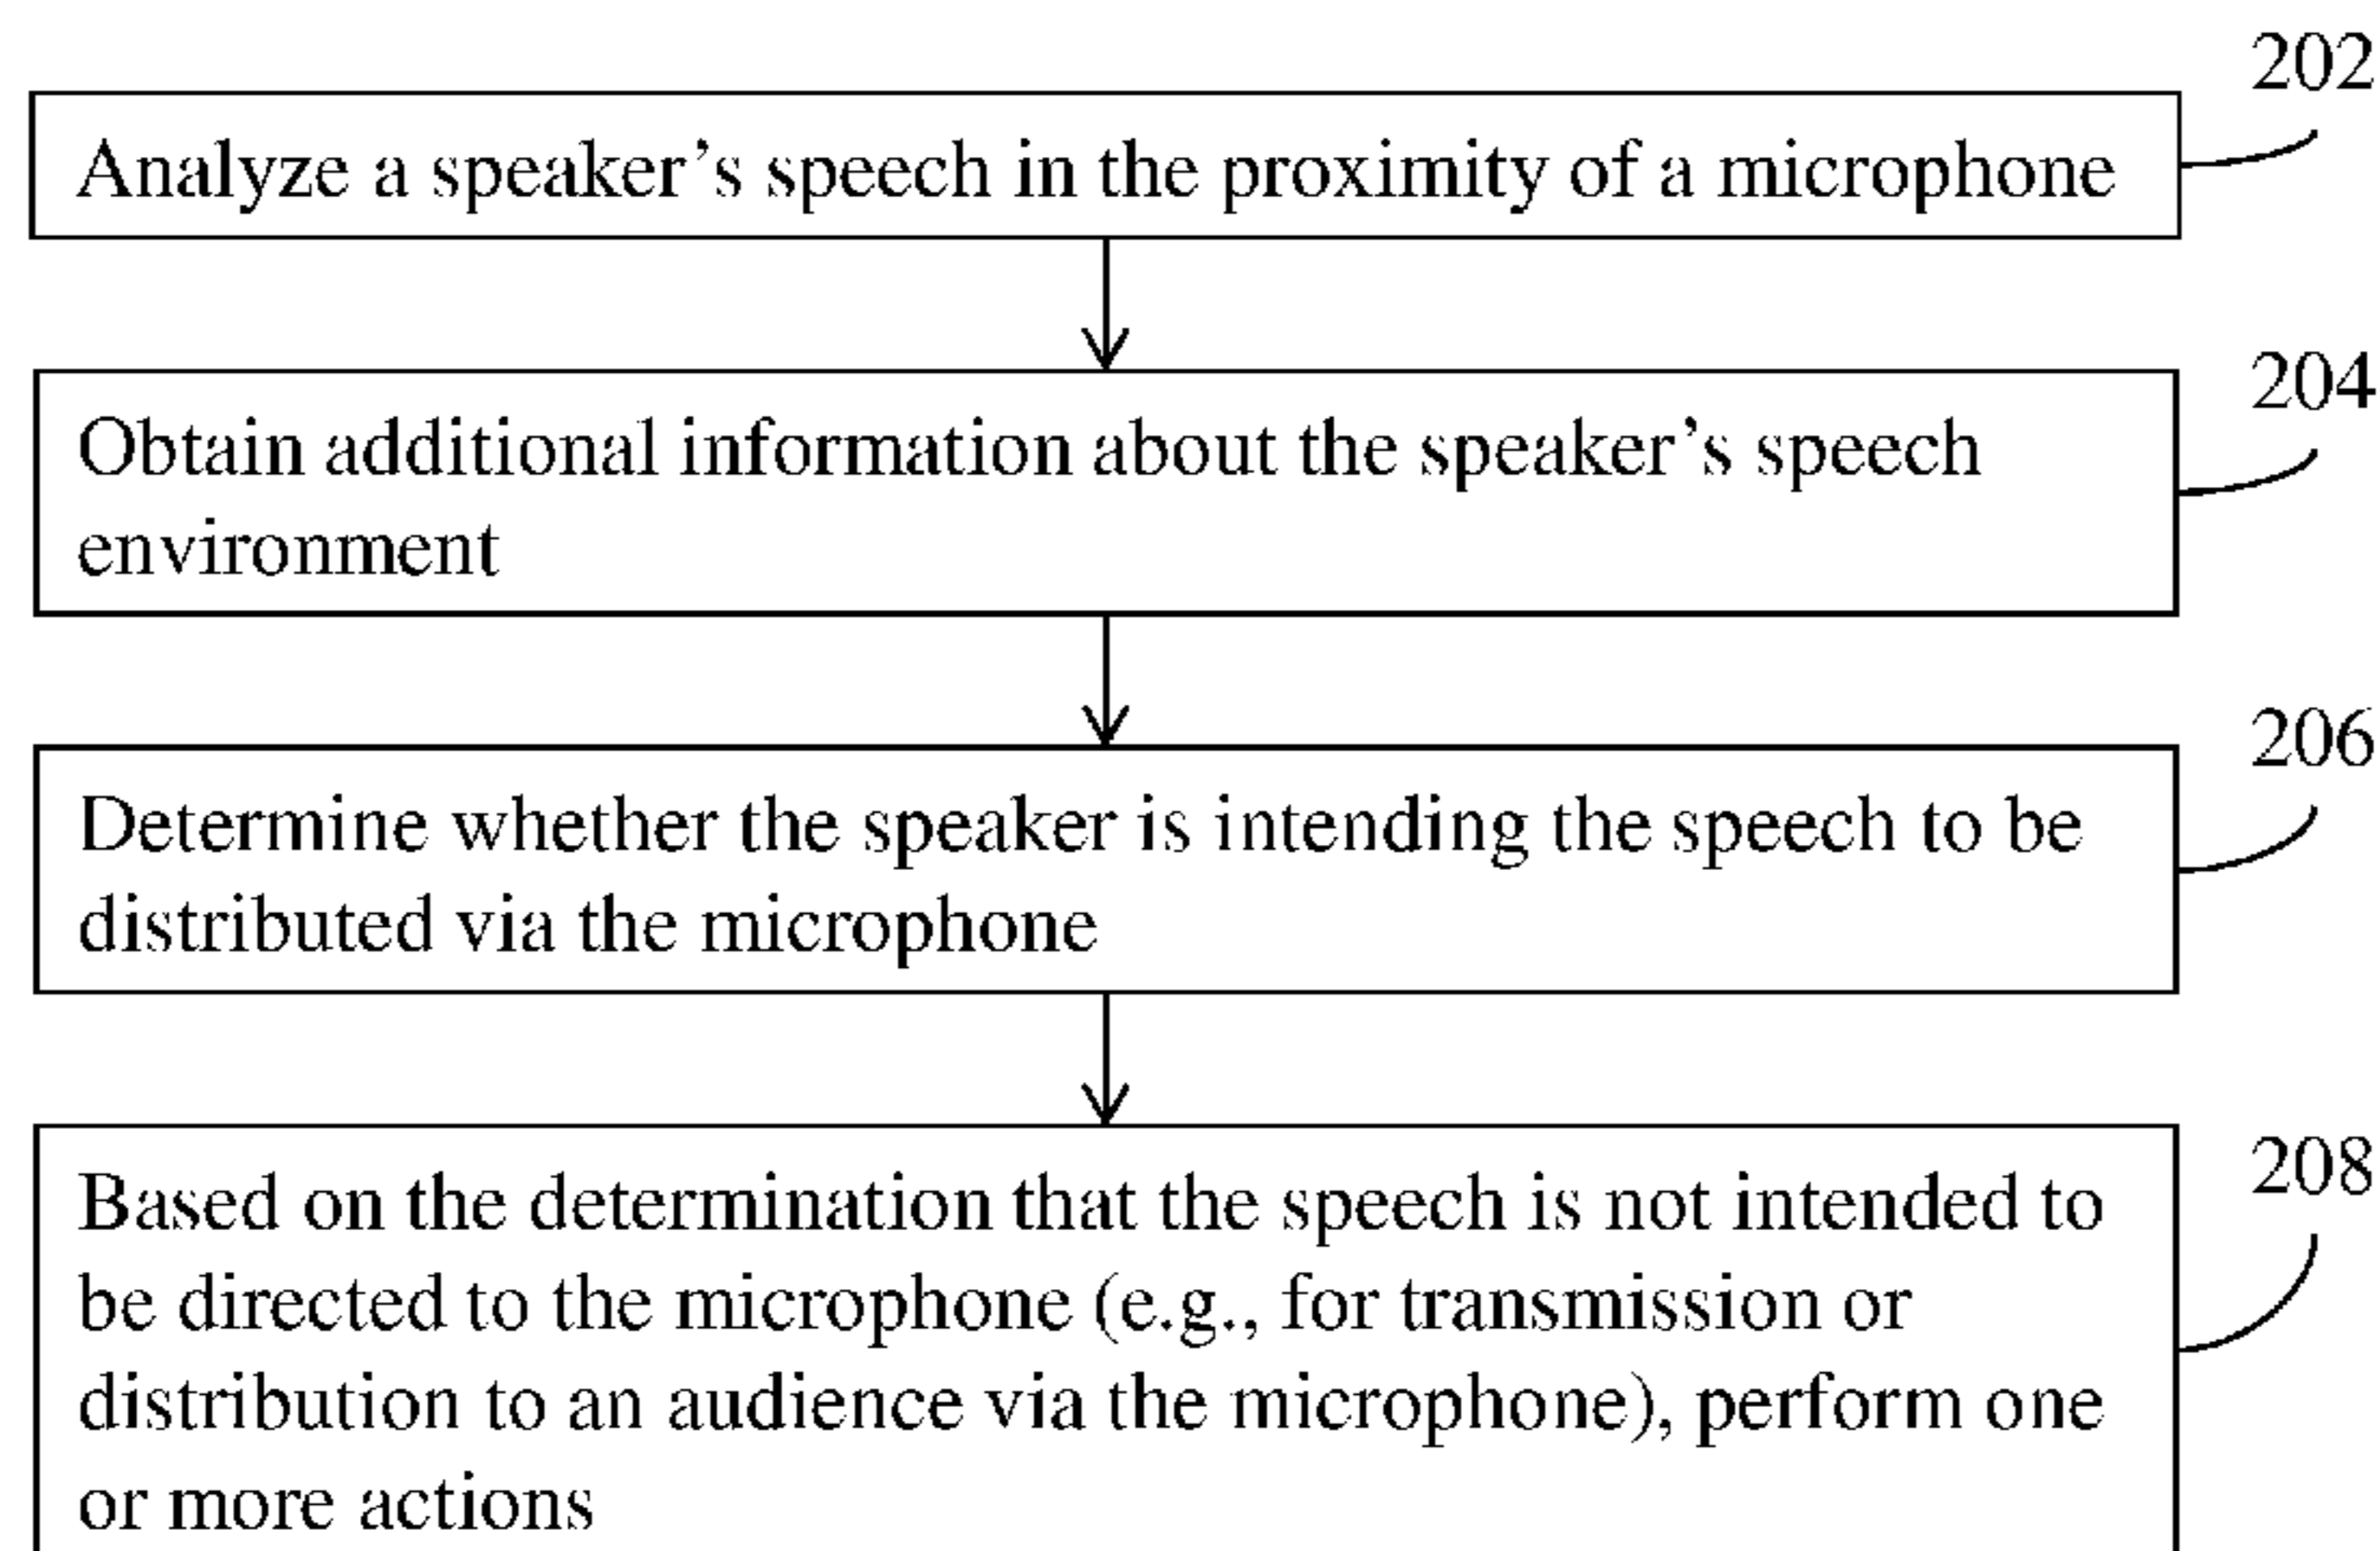 202
Analyze a speaker's speech in the proximity of a microphone
204
Obtain additional information about the speaker's speech
environment
206
Determine whether the speaker is intending the speech to be
distributed via the microphone
208
Based on the determination that the speech is not intended to
be directed to the microphone (e.g., for transmission or
distribution to an audience via the microphone), perform one
or more actions